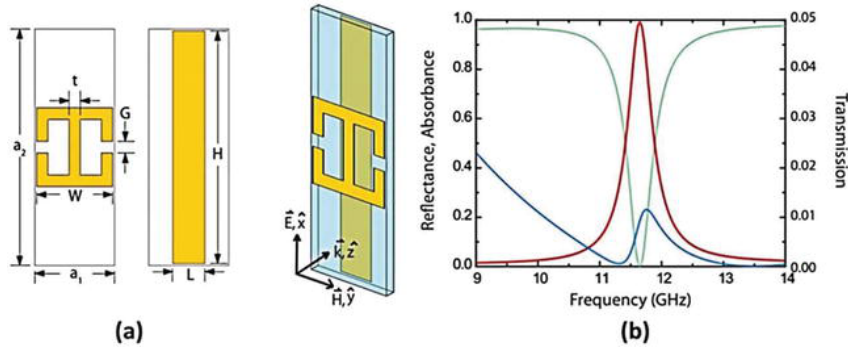 t
G
a₂
W
a₁
H
L
E⃗,x̂
k⃗,ẑ
H⃗,ŷ
(a)
Reflectance, Absorbance
1.0
0.8
0.6
0.4
0.2
0.0
9
10
11
12
13
14
Frequency (GHz)
0.05
0.04
0.03
0.02
0.01
0.00
Transmission
(b)